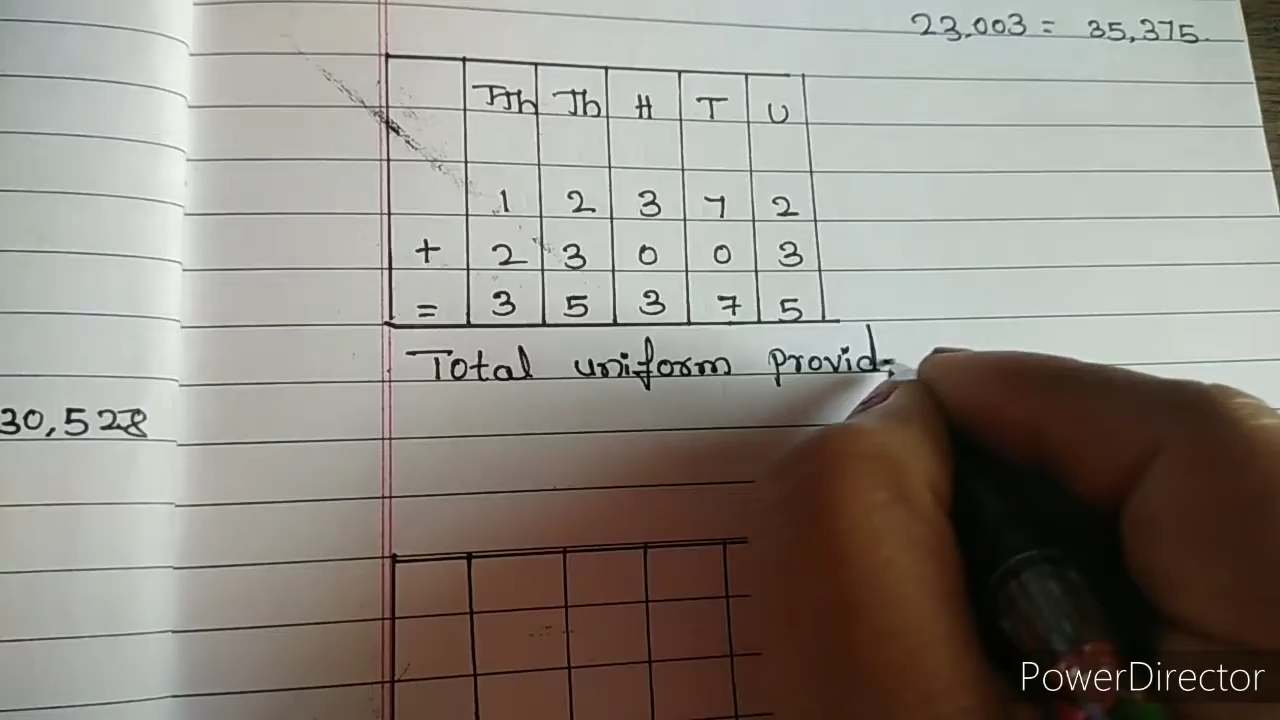 23,003 = 35,375.
TTh Th H T U
1 2 3 7 2
+ 2 3 0 0 3
= 3 5 3 7 5
Total uniform provid
30,528
PowerDirector